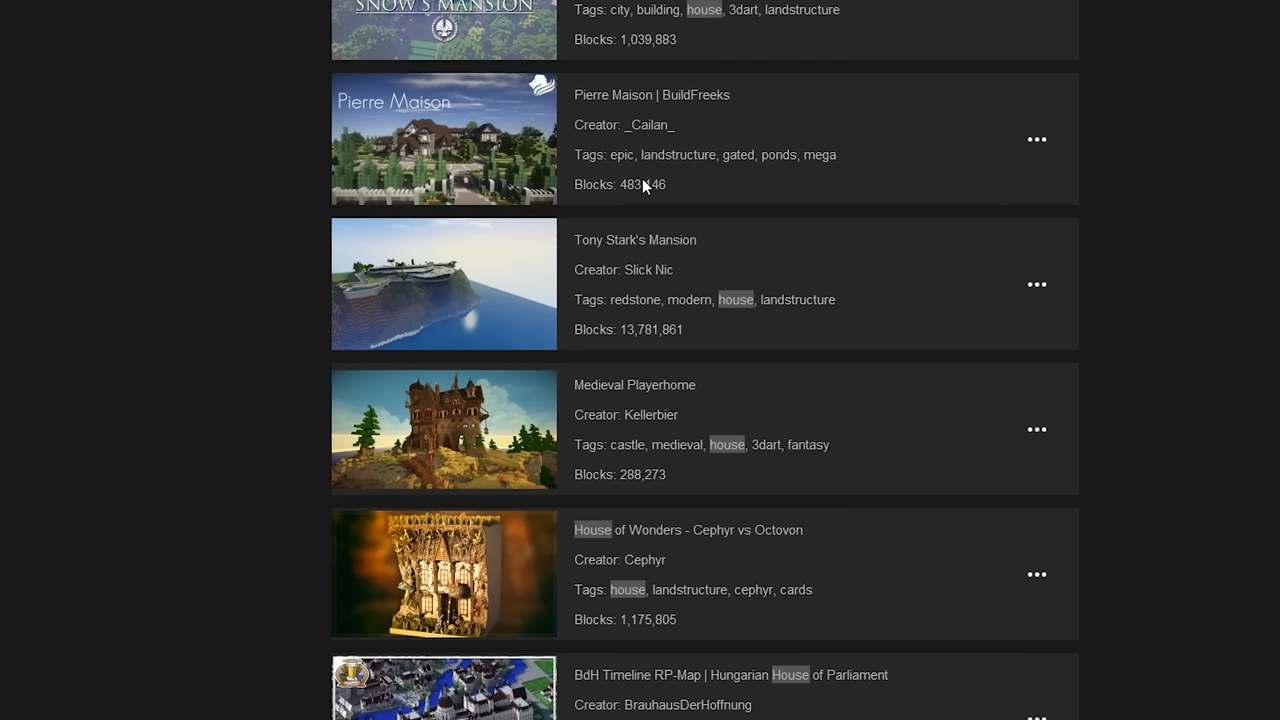 SNOW'S MANSION
Tags: city, building, house, 3dart, landstructure
Blocks: 1,039,883
Pierre Maison
Pierre Maison | BuildFreeks
Creator: _Cailan_
Tags: epic, landstructure, gated, ponds, mega
Blocks: 483,146
Tony Stark's Mansion
Creator: Slick Nic
Tags: redstone, modern, house, landstructure
Blocks: 13,781,861
Medieval Playerhome
Creator: Kellerbier
Tags: castle, medieval, house, 3dart, fantasy
Blocks: 288,273
House of Wonders - Cephyr vs Octovon
Creator: Cephyr
Tags: house, landstructure, cephyr, cards
Blocks: 1,175,805
BdH Timeline RP-Map | Hungarian House of Parliament
Creator: BrauhausDerHoffnung